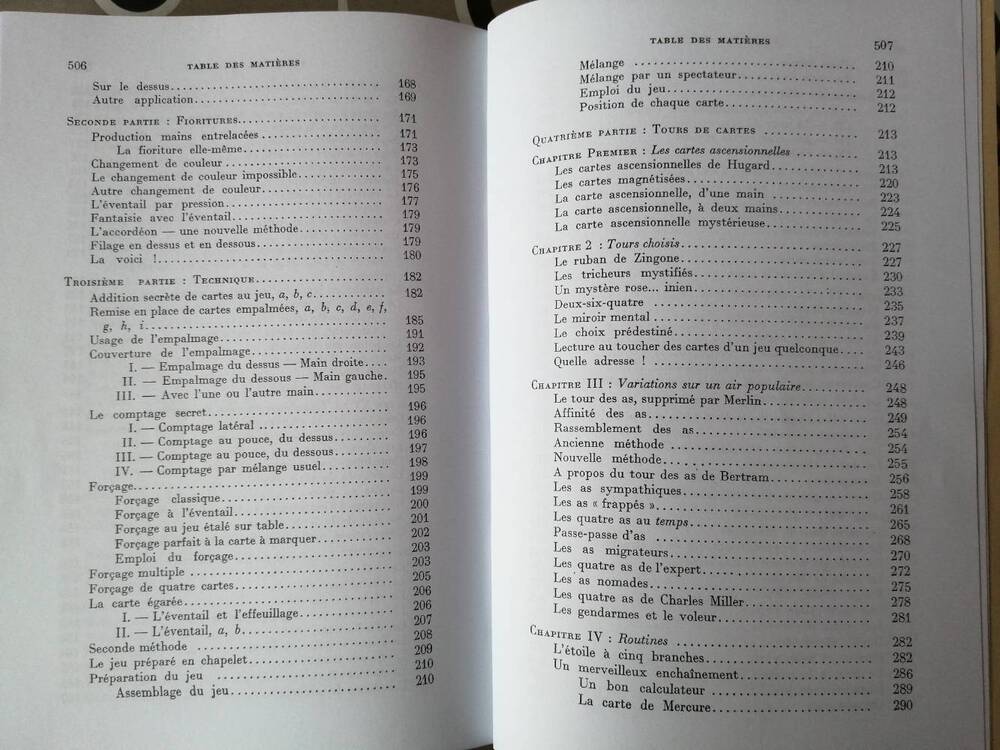 506 TABLE DES MATIÈRES
Sur le dessus 168
Autre application 169
SECONDE PARTIE : FIORITURES 171
Production mains entrelacées 171
La fioriture elle-même 173
Changement de couleur 173
Le changement de couleur impossible 175
Autre changement de couleur 176
L'éventail par pression 177
Fantaisie avec l'éventail 179
L'accordéon — une nouvelle méthode 179
Filage en dessus et en dessous 179
La voici ! 180
TROISIÈME PARTIE : TECHNIQUE 182
Addition secrète de cartes au jeu, a, b, c 182
Remise en place de cartes empalmées, a, b, c, d, e, f,
g, h, i 185
Usage de l'empalmage 191
Couverture de l'empalmage 192
I. — Empalmage du dessus — Main droite 193
II. — Empalmage du dessous — Main gauche 195
III. — Avec l'une ou l'autre main 195
Le comptage secret 196
I. — Comptage latéral 196
II. — Comptage au pouce, du dessus 196
III. — Comptage au pouce, du dessous 197
IV. — Comptage par mélange usuel 198
Forçage 199
Forçage classique 199
Forçage à l'éventail 200
Forçage au jeu étalé sur table 201
Forçage parfait à la carte à marquer 202
Emploi du forçage 203
Forçage multiple 203
Forçage de quatre cartes 205
La carte égarée 206
I. — L'éventail et l'effeuillage 206
II. — L'éventail, a, b 207
Seconde méthode 208
Le jeu préparé en chapelet 209
Préparation du jeu 210
Assemblage du jeu 210
TABLE DES MATIÈRES 507
Mélange 210
Mélange par un spectateur 211
Emploi du jeu 212
Position de chaque carte 212
QUATRIÈME PARTIE : TOURS DE CARTES 213
CHAPITRE PREMIER : Les cartes ascensionnelles 213
Les cartes ascensionnelles de Hugard 213
Les cartes magnétisées 220
La carte ascensionnelle, d'une main 223
La carte ascensionnelle, à deux mains 224
La carte ascensionnelle mystérieuse 225
CHAPITRE 2 : Tours choisis 227
Le ruban de Zingone 227
Les tricheurs mystifiés 230
Un mystère rose... inien 233
Deux-six-quatre 235
Le miroir mental 237
Le choix prédestiné 239
Lecture au toucher des cartes d'un jeu quelconque 243
Quelle adresse ! 246
CHAPITRE III : Variations sur un air populaire 248
Le tour des as, supprimé par Merlin 248
Affinité des as 249
Rassemblement des as 254
Ancienne méthode 254
Nouvelle méthode 255
A propos du tour des as de Bertram 256
Les as sympathiques 258
Les as « frappés » 261
Les quatre as au temps 265
Passe-passe d'as 268
Les as migrateurs 270
Les quatre as de l'expert 272
Les as nomades 275
Les quatre as de Charles Miller 278
Les gendarmes et le voleur 281
CHAPITRE IV : Routines 282
L'étoile à cinq branches 282
Un merveilleux enchaînement 286
Un bon calculateur 289
La carte de Mercure 290